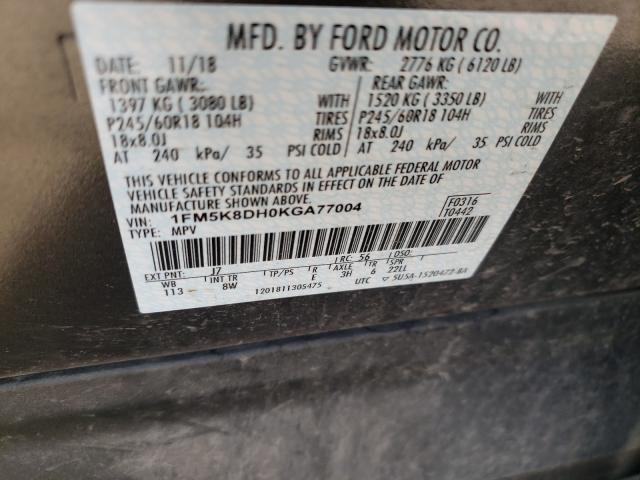 MFD. BY FORD MOTOR CO.
DATE: 11/18 GVWR: 2776 KG ( 6120 LB)
FRONT GAWR: REAR GAWR:
1397 KG ( 3080 LB) WITH 1520 KG ( 3350 LB) WITH
P245/60R18 104H TIRES P245/60R18 104H TIRES
18x8.0J RIMS 18x8.0J RIMS
AT 240 kPa/ 35 PSI COLD AT 240 kPa/ 35 PSI COLD
THIS VEHICLE CONFORMS TO ALL APPLICABLE FEDERAL MOTOR
VEHICLE SAFETY STANDARDS IN EFFECT ON THE DATE OF
MANUFACTURE SHOWN ABOVE.
VIN: 1FM5K8DH0KGA77004 F0316
TYPE: MPV T0442
EXT PNT: J7 RC: 56 DSO:
WB INT TR TP/PS R AXLE TR SPR
113 8W E 3H 6 22LL
1201811305475 UTC 5U5A-1520472-BA